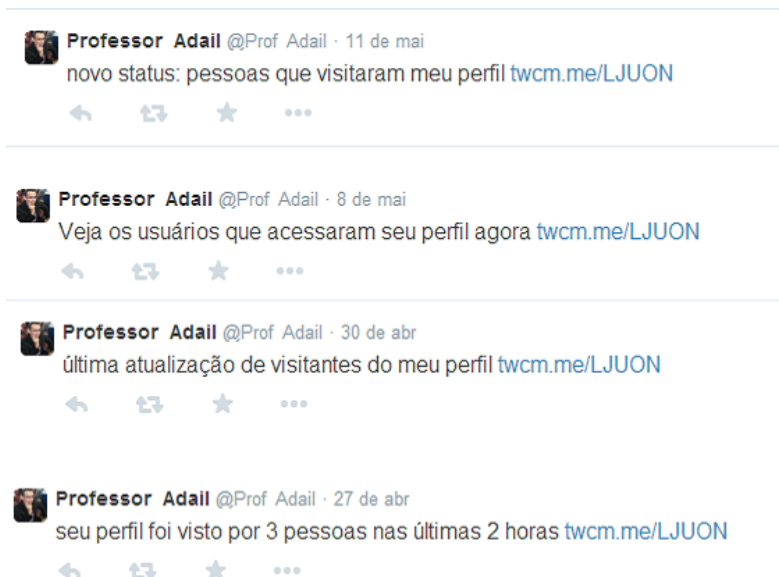 Professor Adail @Prof Adail · 11 de mai
novo status: pessoas que visitaram meu perfil twcm.me/LJUON
Professor Adail @Prof Adail · 8 de mai
Veja os usuários que acessaram seu perfil agora twcm.me/LJUON
Professor Adail @Prof Adail · 30 de abr
última atualização de visitantes do meu perfil twcm.me/LJUON
Professor Adail @Prof Adail · 27 de abr
seu perfil foi visto por 3 pessoas nas últimas 2 horas twcm.me/LJUON